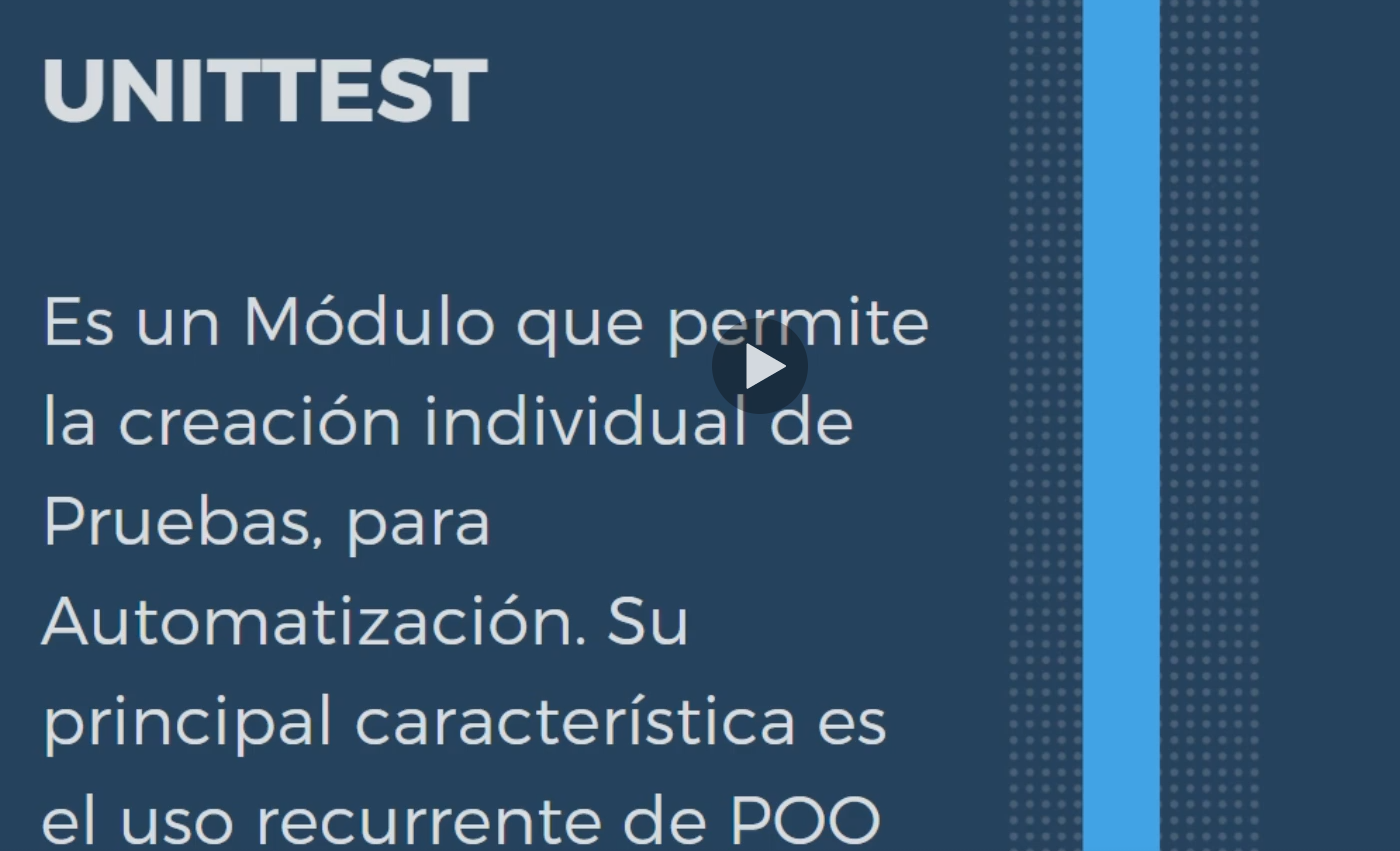 UNITTEST
Es un Módulo que permite
la creación individual de
Pruebas, para
Automatización. Su
principal característica es
el uso recurrente de POO